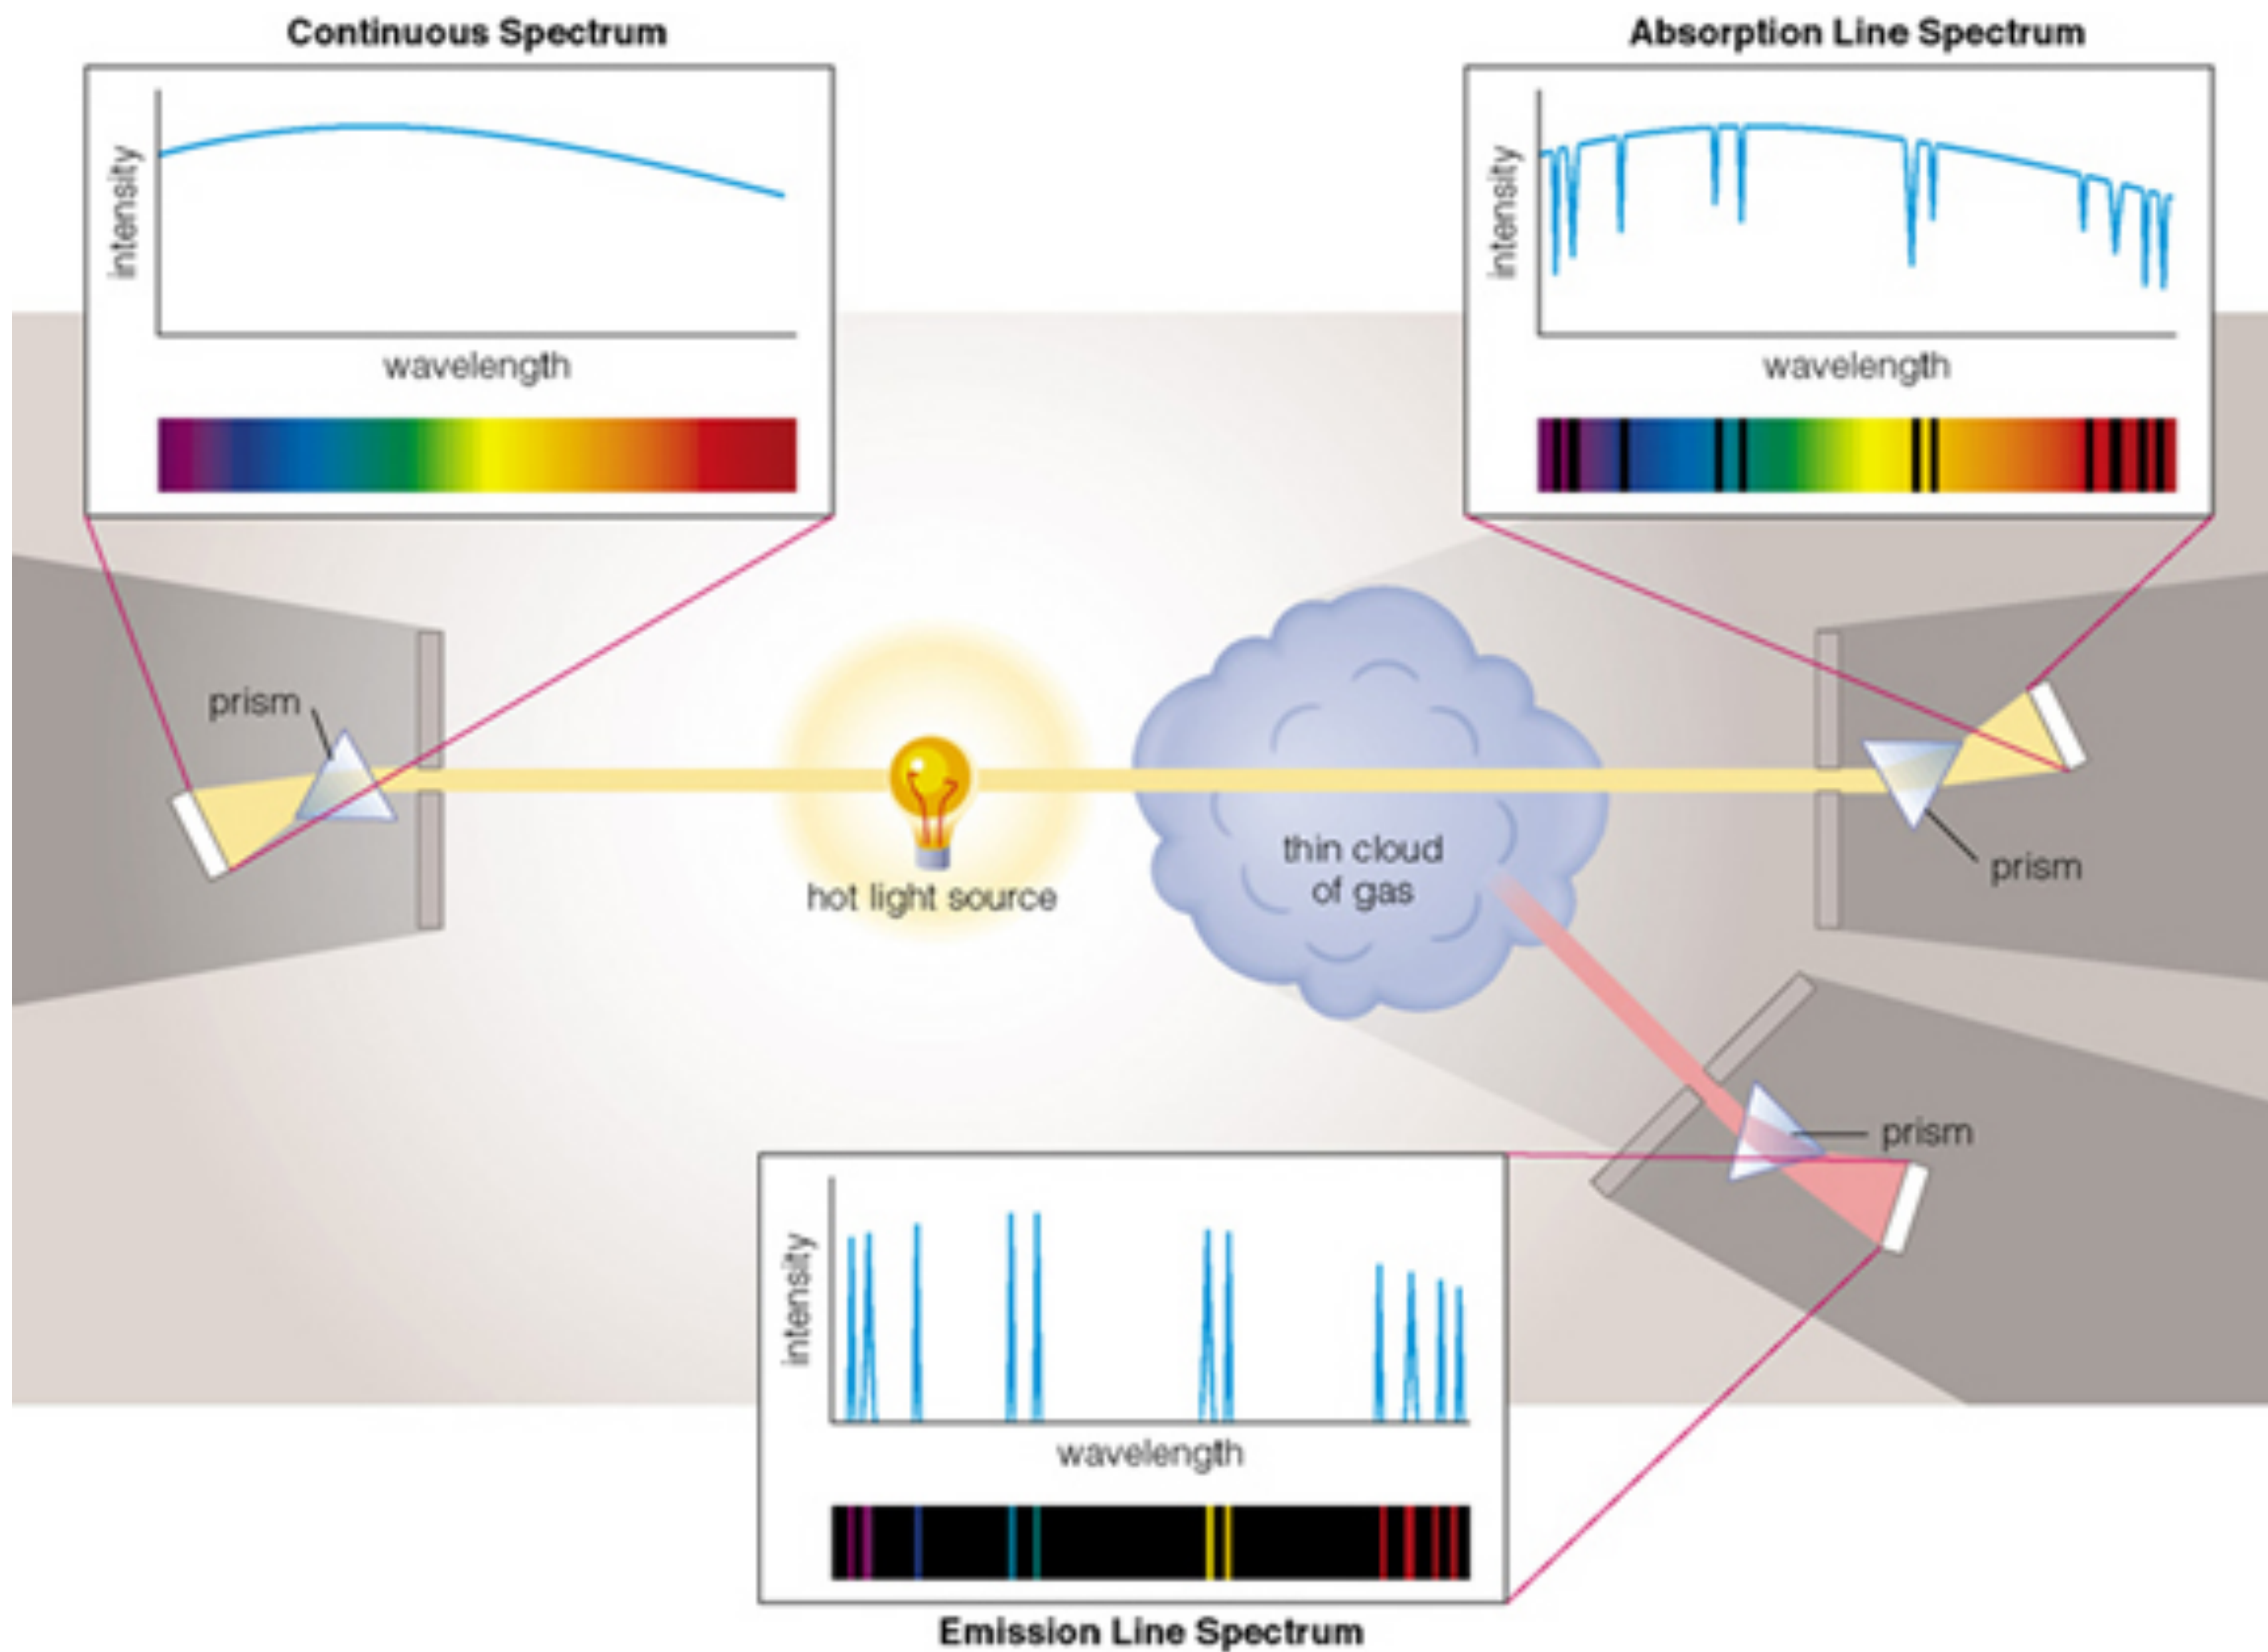 Continuous Spectrum
intensity
wavelength
Absorption Line Spectrum
intensity
wavelength
prism
hot light source
thin cloud
of gas
prism
prism
intensity
wavelength
Emission Line Spectrum